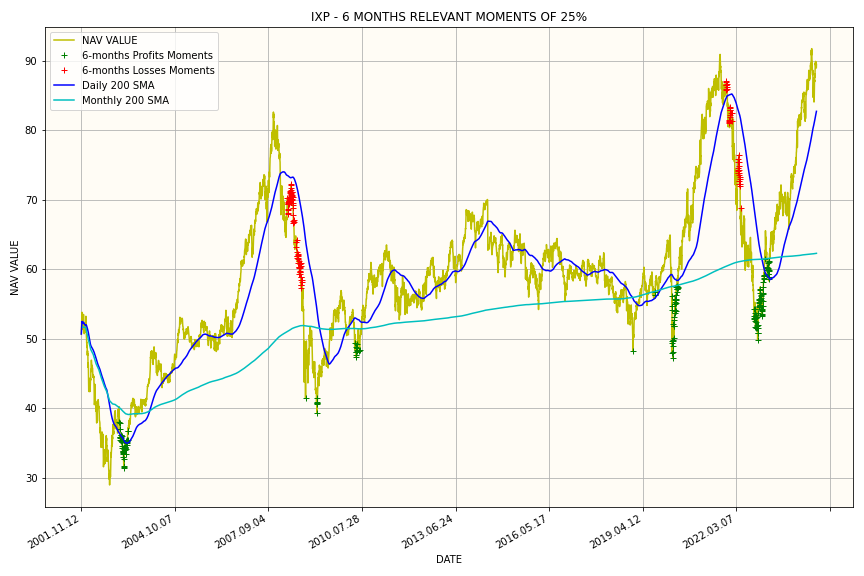 IXP - 6 MONTHS RELEVANT MOMENTS OF 25%
NAV VALUE
6-months Profits Moments
6-months Losses Moments
Daily 200 SMA
Monthly 200 SMA
90
80
70
60
50
40
30
NAV VALUE
2001.11.12
2004.10.07
2007.09.04
2010.07.28
2013.06.24
2016.05.17
2019.04.12
2022.03.07
DATE